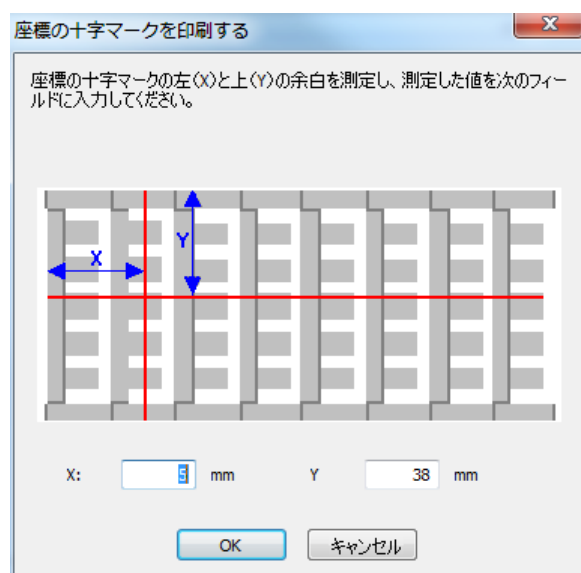 座標の十字マークを印刷する
座標の十字マークの左(X)と上(Y)の余白を測定し、測定した値を次のフィー
ルドに入力してください。
Y
X
X: 5 mm Y 38 mm
OK キャンセル